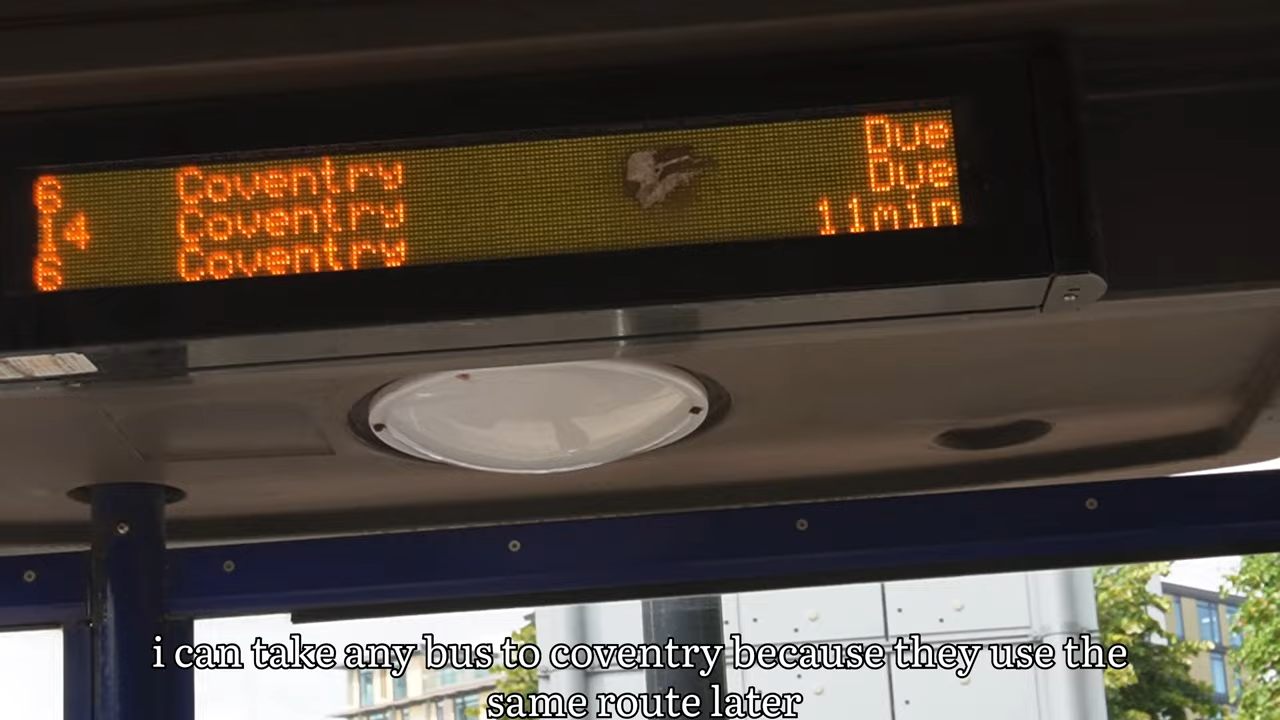 6 Coventry Due
14 Coventry Due
6 Coventry 11min
i can take any bus to coventry because they use the
same route later